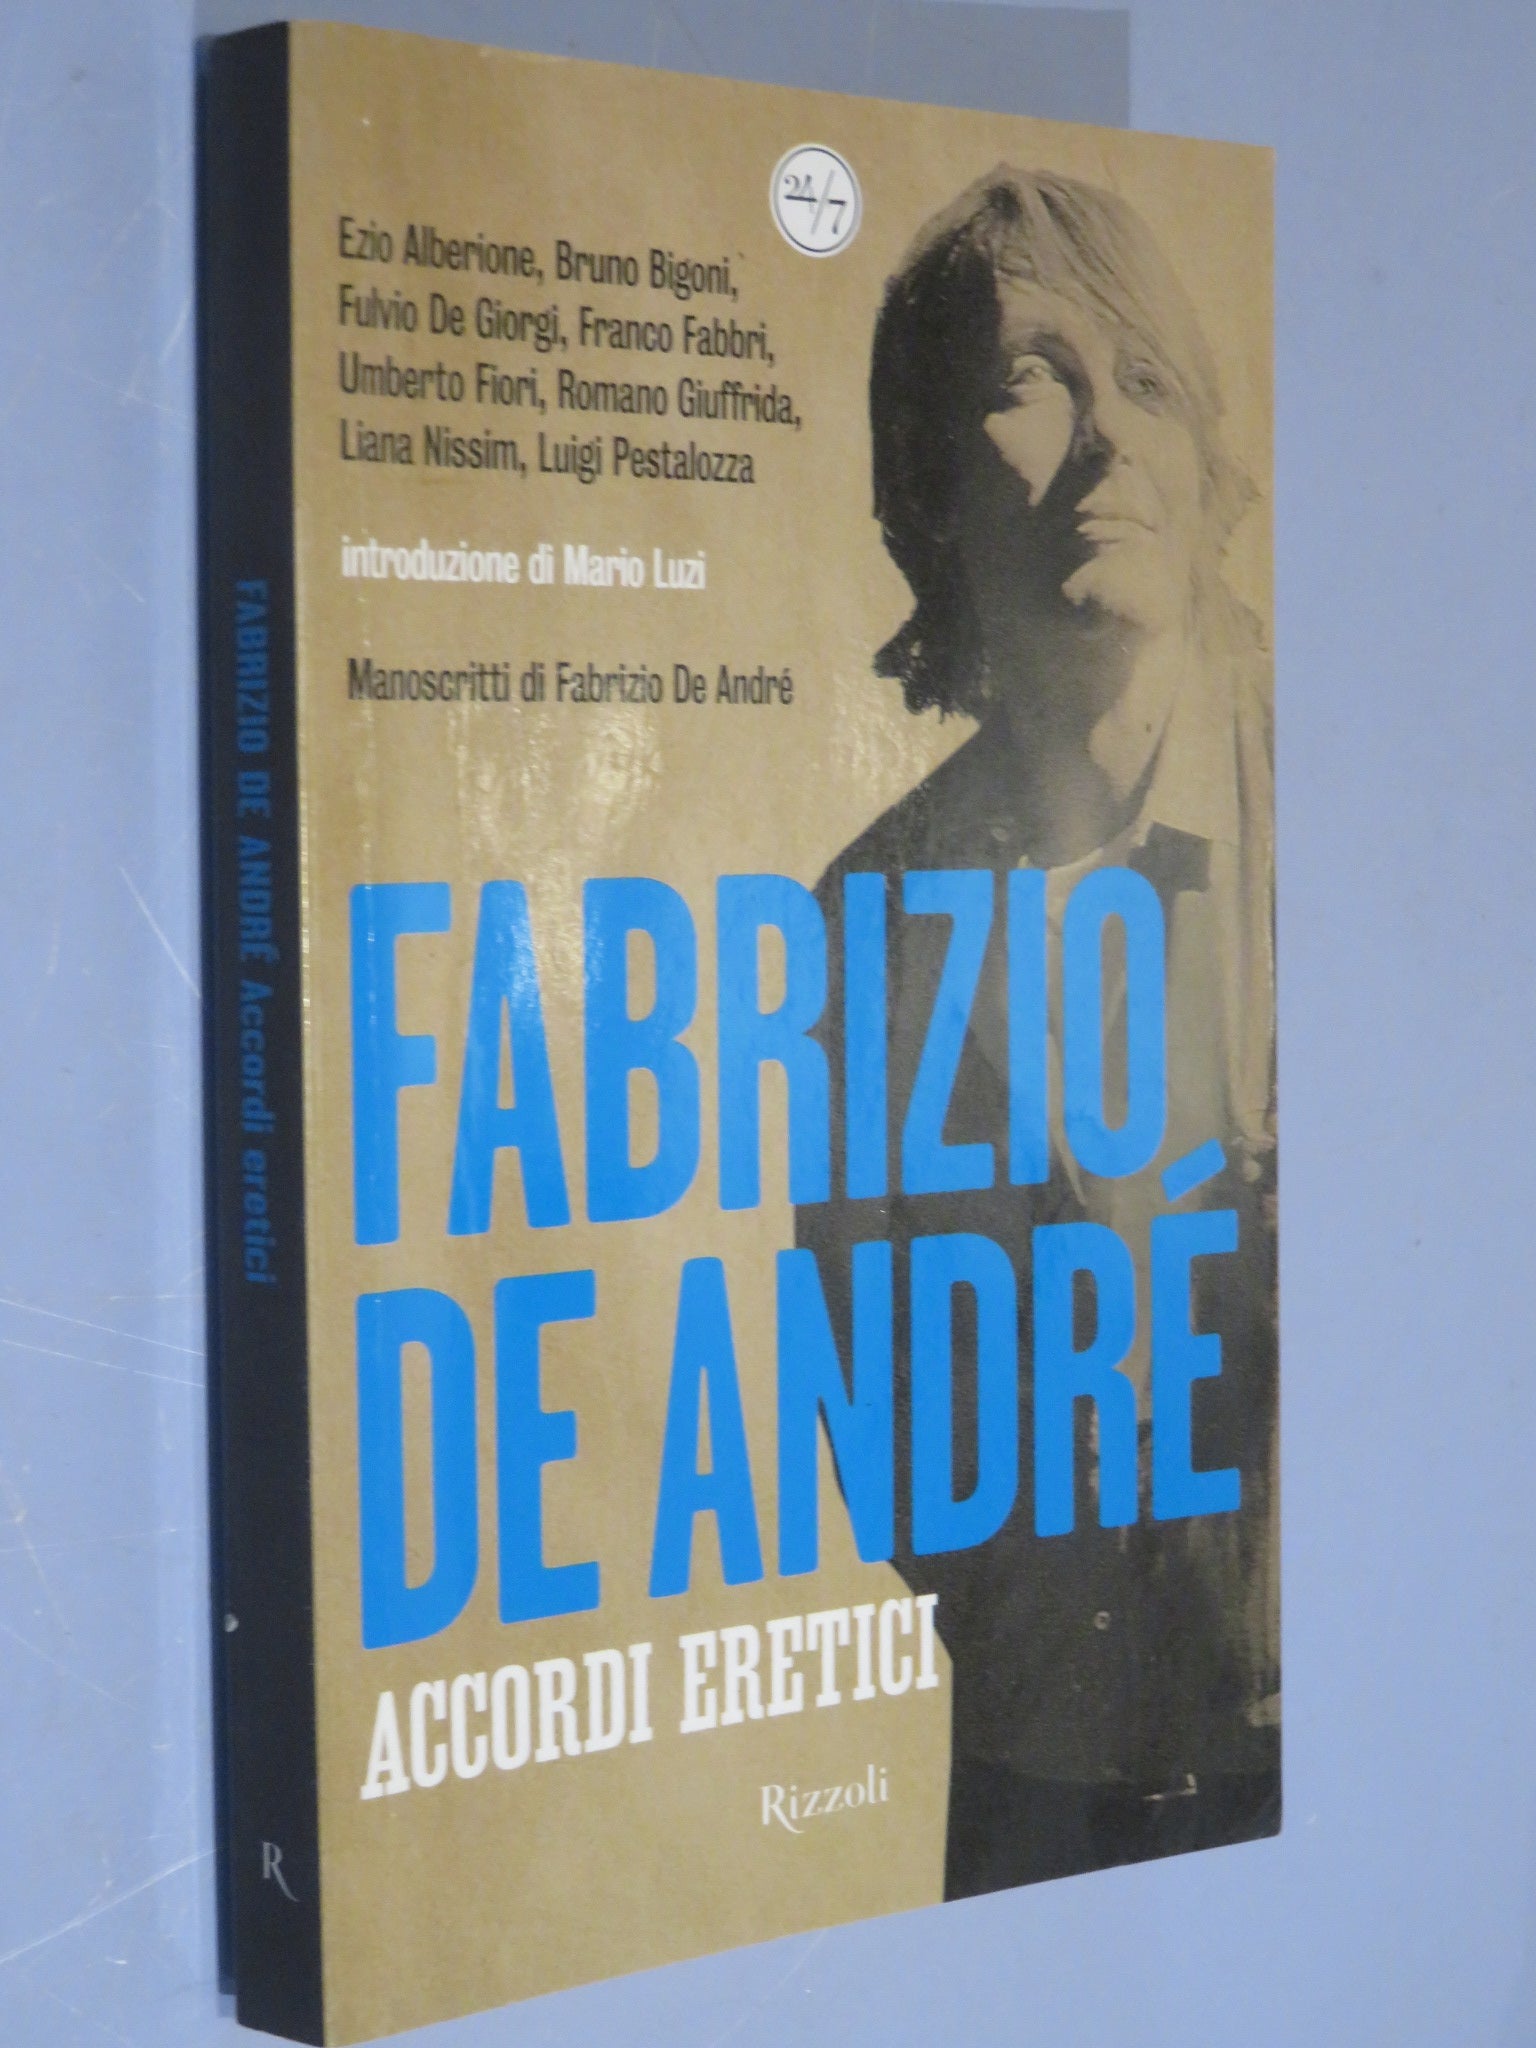 24/7
Ezio Alberione, Bruno Bigoni,
Fulvio De Giorgi, Franco Fabbri,
Umberto Fiori, Romano Giuffrida,
Liana Nissim, Luigi Pestalozza
introduzione di Mario Luzi
Manoscritti di Fabrizio De André
FABRIZIO
DE ANDRÉ
ACCORDI ERETICI
Rizzoli
FABRIZIO DE ANDRÉ Accordi eretici
R